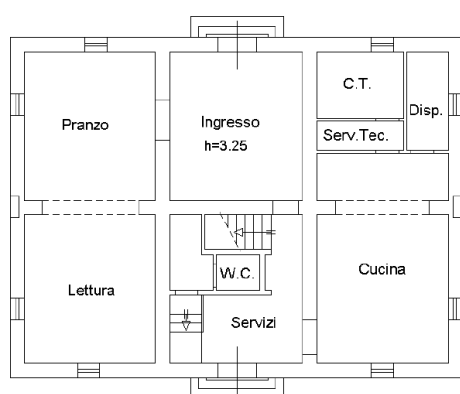 C.T.
Pranzo
Ingresso
Disp.
h=3.25
Serv.Tec.
W.C.
Cucina
Lettura
Servizi